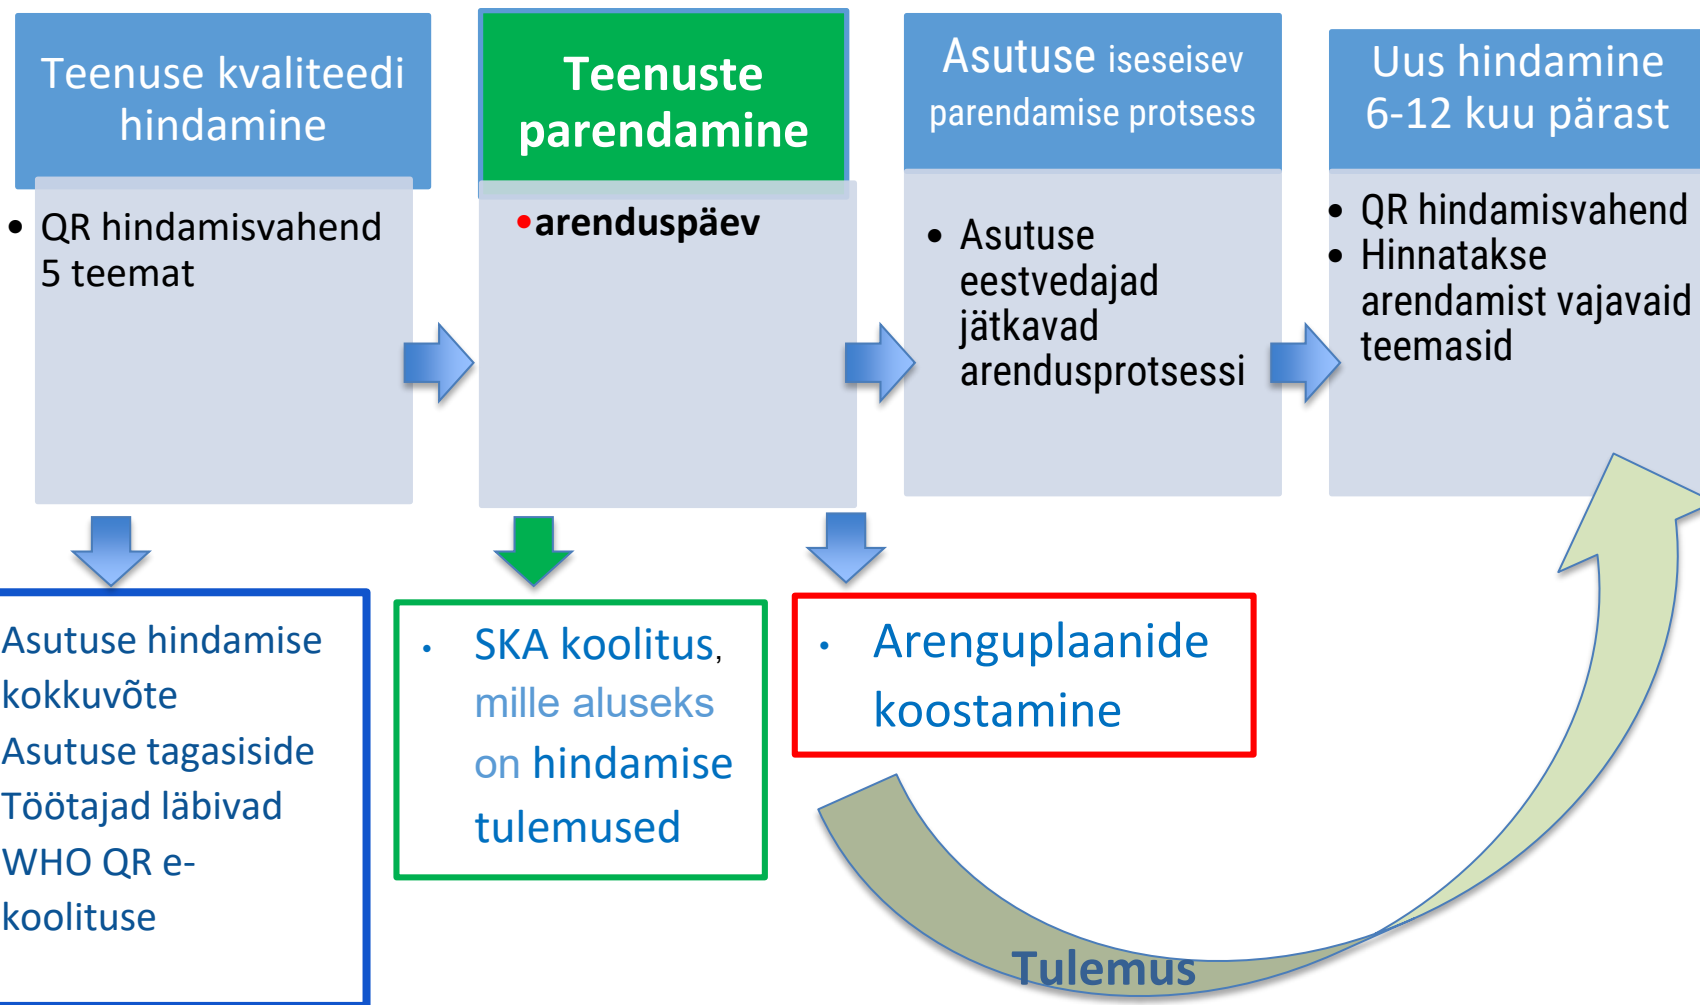 Teenuse kvaliteedi
hindamine
• QR hindamisvahend
5 teemat
Teenuste
parendamine
•arenduspäev
Asutuse iseseisev
parendamise protsess
• Asutuse
eestvedajad
jätkavad
arendusprotsessi
Uus hindamine
6-12 kuu pärast
• QR hindamisvahend
• Hinnatakse
arendamist vajavaid
teemasid
Asutuse hindamise
kokkuvõte
Asutuse tagasiside
Töötajad läbivad
WHO QR e-
koolituse
• SKA koolitus,
mille aluseks
on hindamise
tulemused
• Arenguplaanide
koostamine
Tulemus